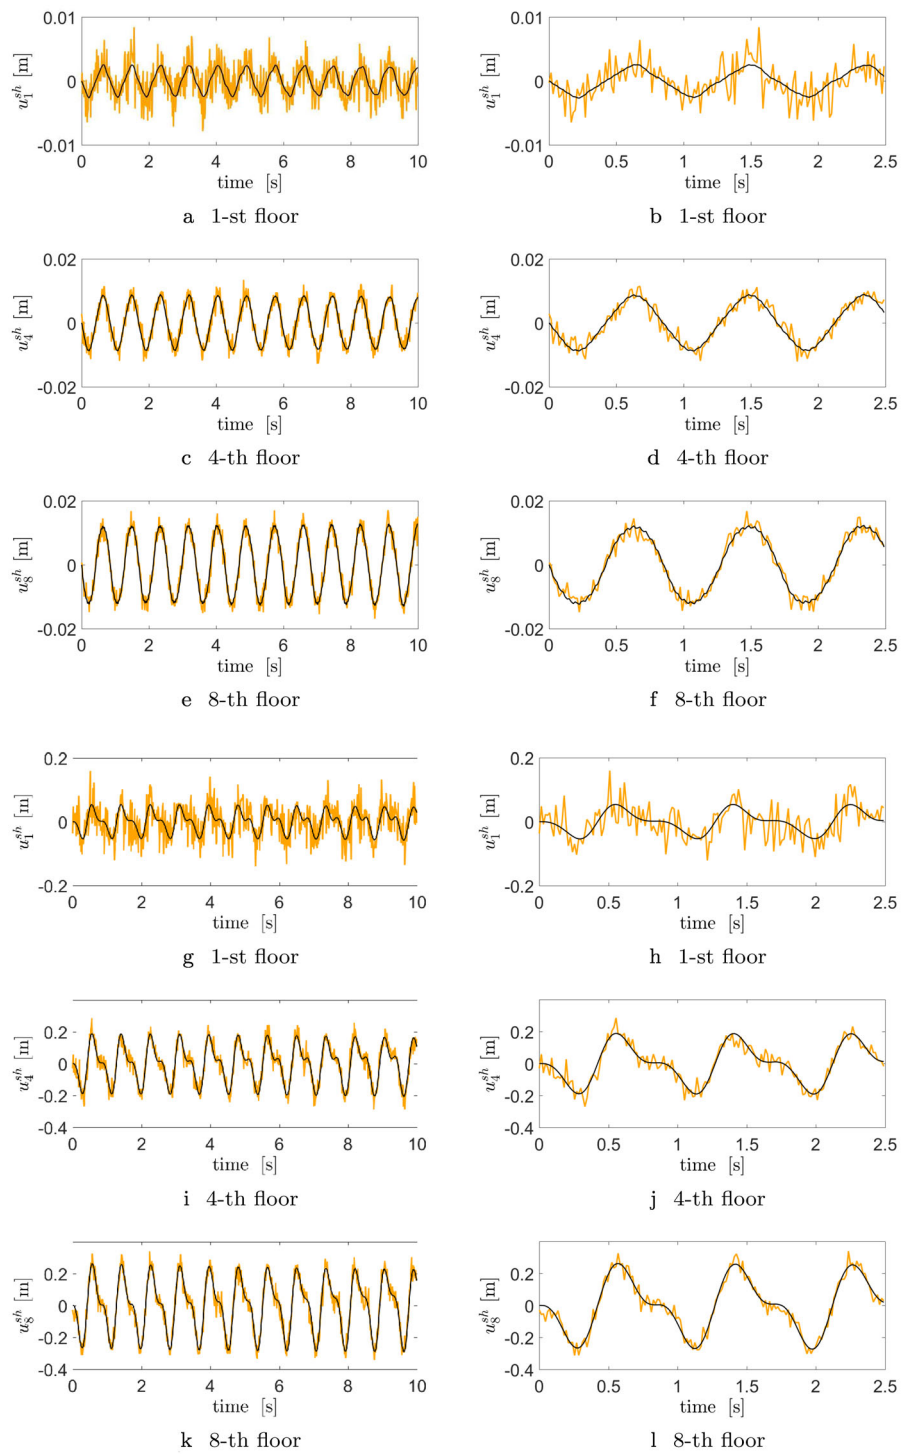 0.01
0
-0.01
u_1^{sh} [m]
0 2 4 6 8 10
time [s]
a 1-st floor
0.01
0
-0.01
u_1^{sh} [m]
0 0.5 1 1.5 2 2.5
time [s]
b 1-st floor
0.02
0
-0.02
u_4^{sh} [m]
0 2 4 6 8 10
time [s]
c 4-th floor
0.02
0
-0.02
u_4^{sh} [m]
0 0.5 1 1.5 2 2.5
time [s]
d 4-th floor
0.02
0
-0.02
u_8^{sh} [m]
0 2 4 6 8 10
time [s]
e 8-th floor
0.02
0
-0.02
u_8^{sh} [m]
0 0.5 1 1.5 2 2.5
time [s]
f 8-th floor
0.2
0
-0.2
u_1^{sh} [m]
0 2 4 6 8 10
time [s]
g 1-st floor
0.2
0
-0.2
u_1^{sh} [m]
0 0.5 1 1.5 2 2.5
time [s]
h 1-st floor
0.2
0
-0.2
-0.4
u_4^{sh} [m]
0 2 4 6 8 10
time [s]
i 4-th floor
0.2
0
-0.2
-0.4
u_4^{sh} [m]
0 0.5 1 1.5 2 2.5
time [s]
j 4-th floor
0.2
0
-0.2
-0.4
u_8^{sh} [m]
0 2 4 6 8 10
time [s]
k 8-th floor
0.2
0
-0.2
-0.4
u_8^{sh} [m]
0 0.5 1 1.5 2 2.5
time [s]
l 8-th floor